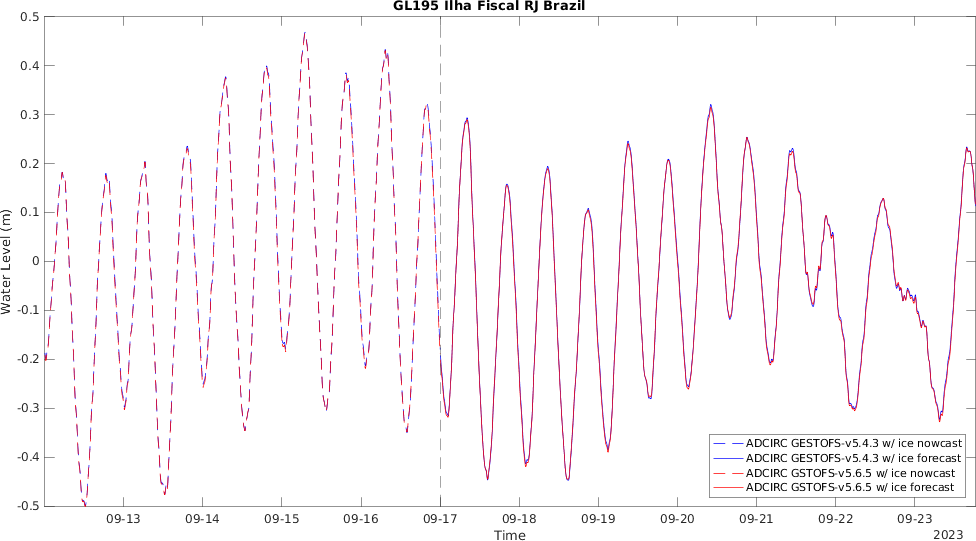 GL195 Ilha Fiscal RJ Brazil
0.5
0.4
0.3
0.2
0.1
0
-0.1
-0.2
-0.3
-0.4
-0.5
Water Level (m)
ADCIRC GESTOFS-v5.4.3 w/ ice nowcast
ADCIRC GESTOFS-v5.4.3 w/ ice forecast
ADCIRC GSTOFS-v5.6.5 w/ ice nowcast
ADCIRC GSTOFS-v5.6.5 w/ ice forecast
09-13 09-14 09-15 09-16 09-17 09-18 09-19 09-20 09-21 09-22 09-23
Time
2023